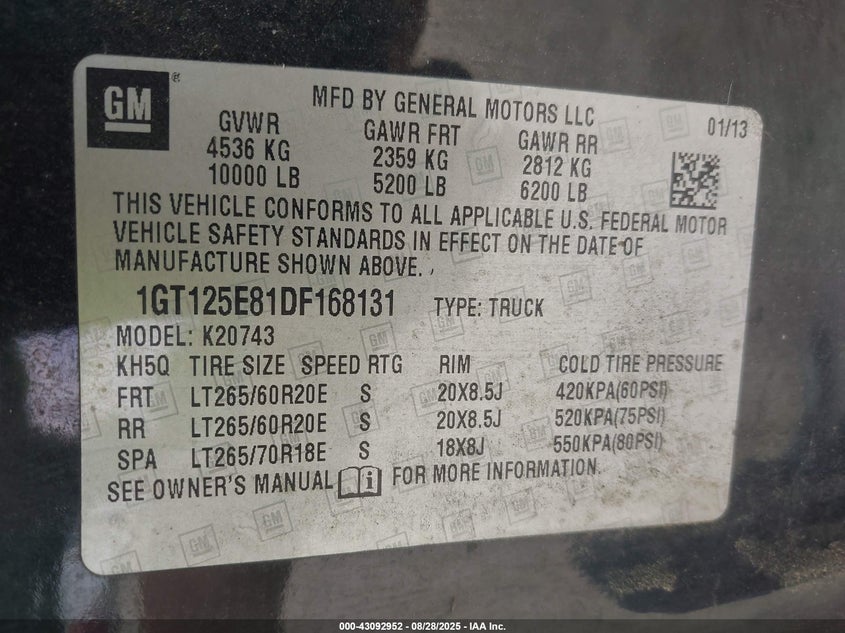 GM®
MFD BY GENERAL MOTORS LLC
01/13
GVWR GAWR FRT GAWR RR
4536 KG 2359 KG 2812 KG
10000 LB 5200 LB 6200 LB
THIS VEHICLE CONFORMS TO ALL APPLICABLE U.S. FEDERAL MOTOR
VEHICLE SAFETY STANDARDS IN EFFECT ON THE DATE OF
MANUFACTURE SHOWN ABOVE.
1GT125E81DF168131 TYPE: TRUCK
MODEL: K20743
KH5Q TIRE SIZE SPEED RTG RIM COLD TIRE PRESSURE
FRT LT265/60R20E S 20X8.5J 420KPA(60PSI)
RR LT265/60R20E S 20X8.5J 520KPA(75PSI)
SPA LT265/70R18E S 18X8J 550KPA(80PSI)
SEE OWNER'S MANUAL i FOR MORE INFORMATION.
000-43092952 - 08/28/2025 - IAA Inc.